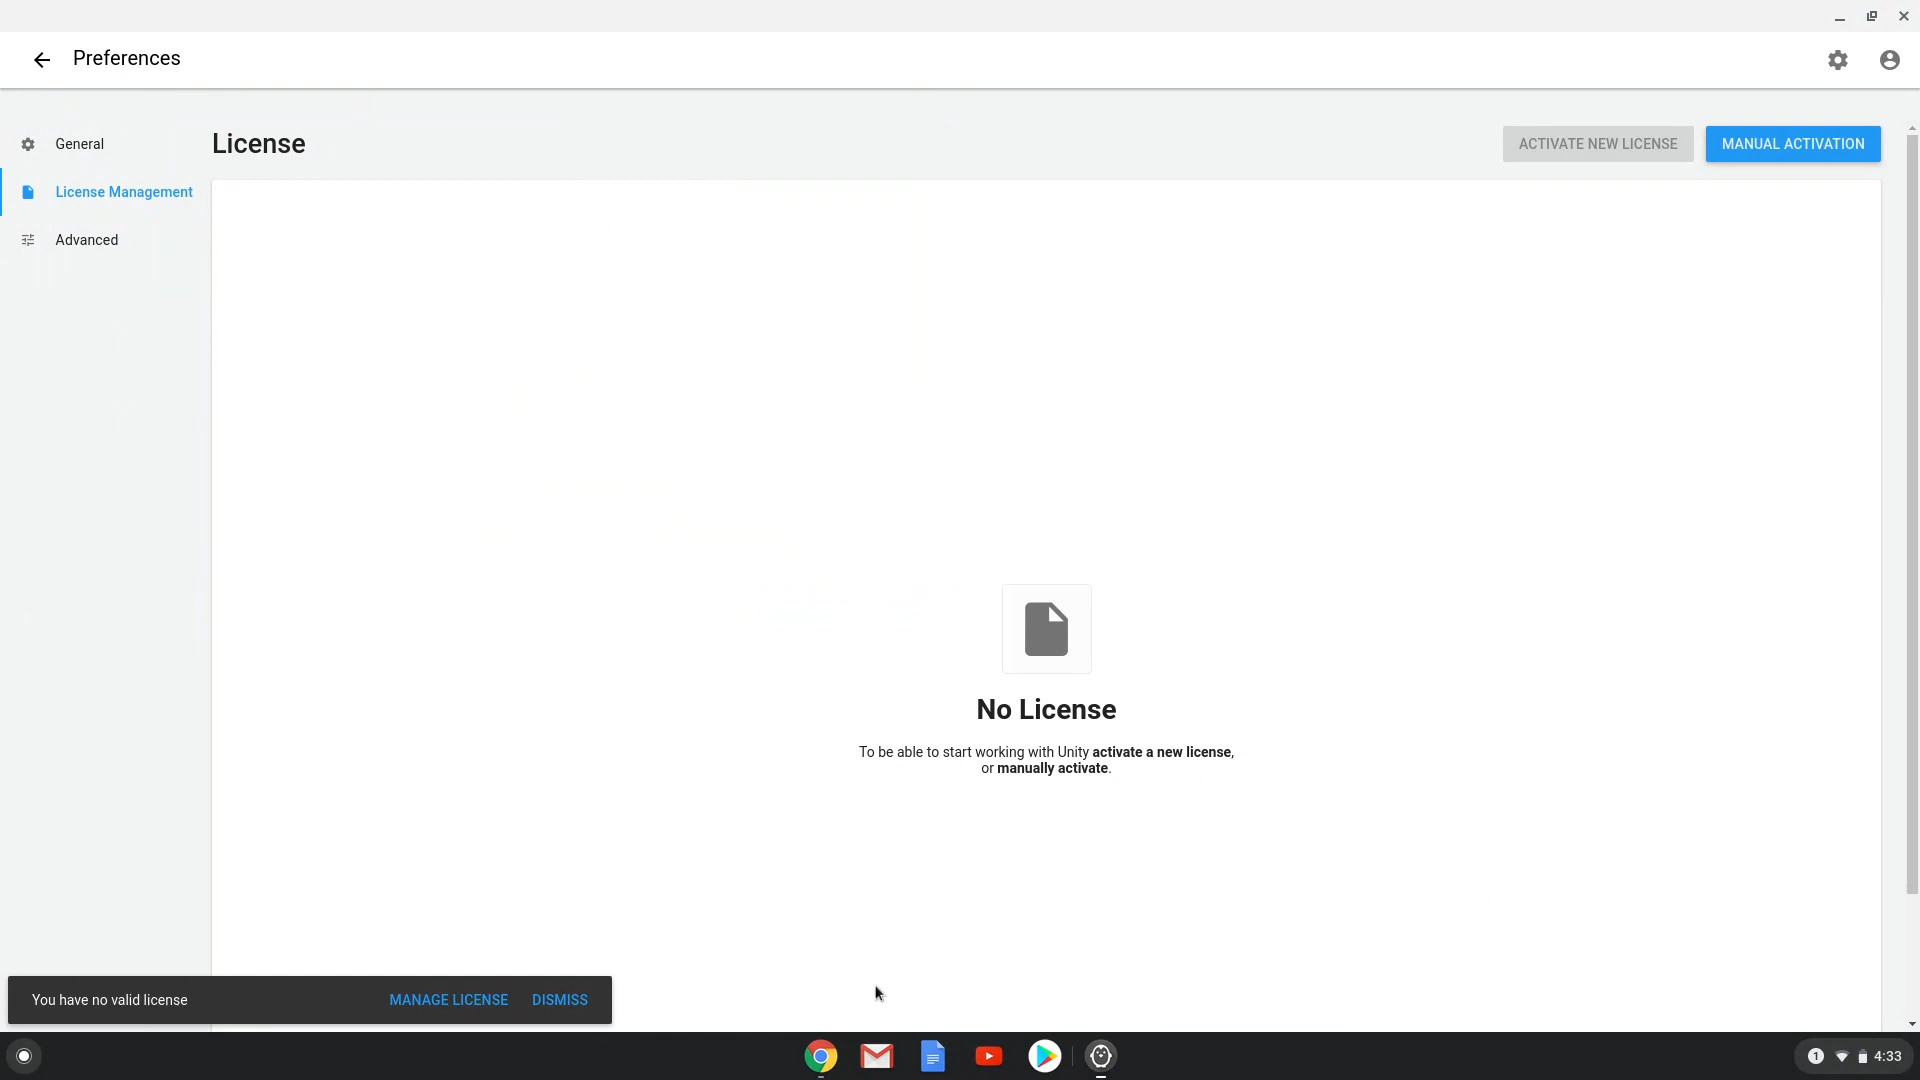 Preferences
General
License Management
Advanced
License
ACTIVATE NEW LICENSE
MANUAL ACTIVATION
No License
To be able to start working with Unity activate a new license,
or manually activate.
You have no valid license
MANAGE LICENSE
DISMISS
1
4:33